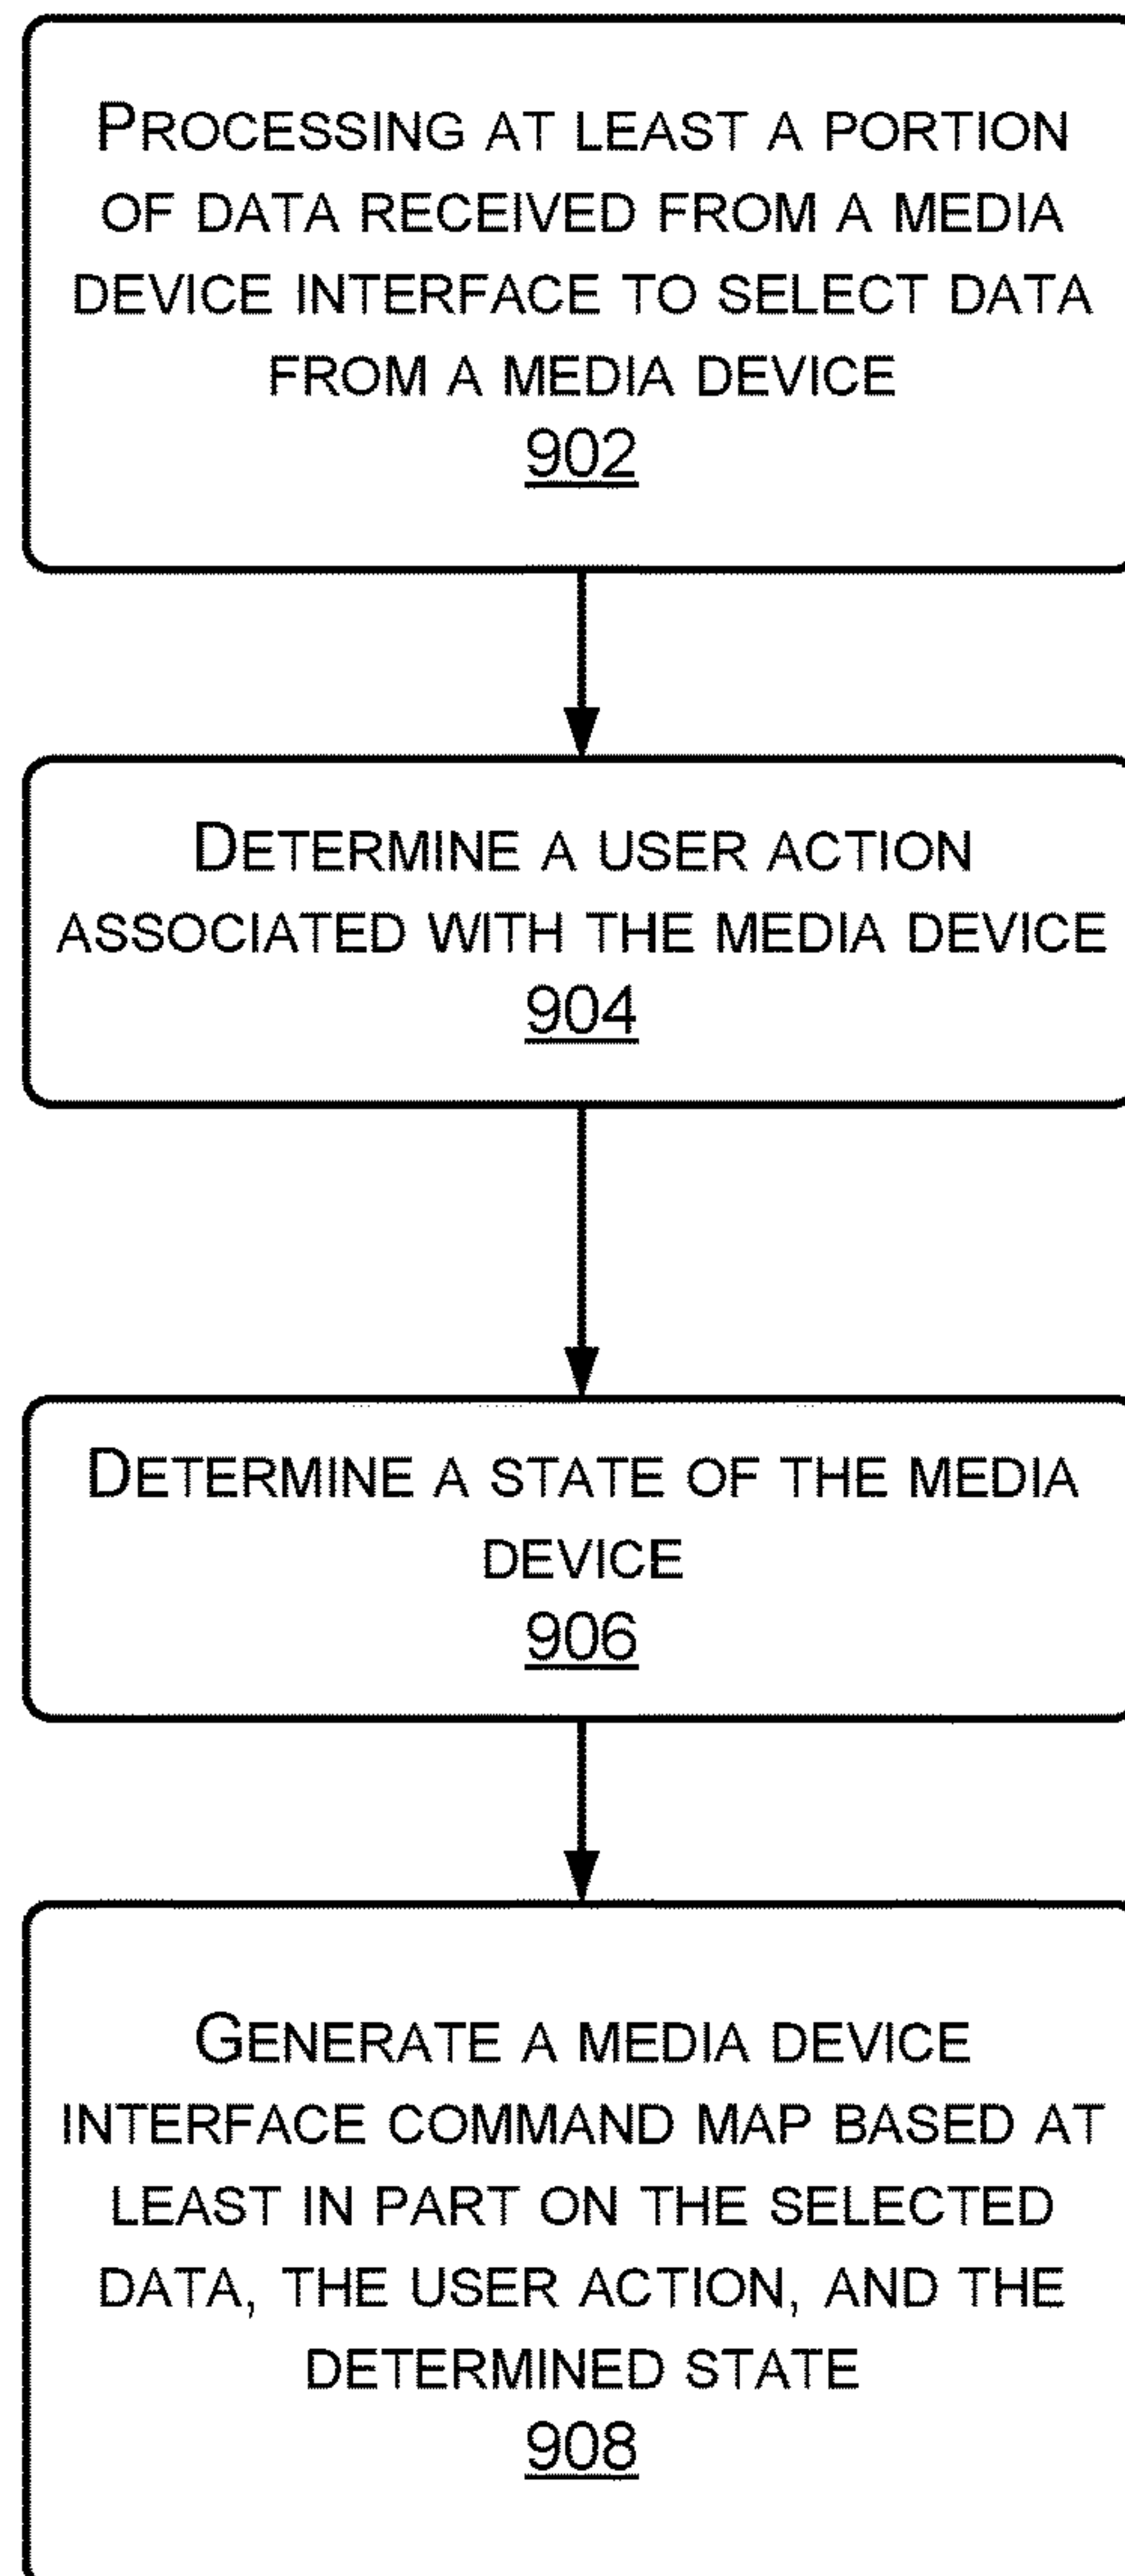 PROCESSING AT LEAST A PORTION
OF DATA RECEIVED FROM A MEDIA
DEVICE INTERFACE TO SELECT DATA
FROM A MEDIA DEVICE
902
DETERMINE A USER ACTION
ASSOCIATED WITH THE MEDIA DEVICE
904
DETERMINE A STATE OF THE MEDIA
DEVICE
906
GENERATE A MEDIA DEVICE
INTERFACE COMMAND MAP BASED AT
LEAST IN PART ON THE SELECTED
DATA, THE USER ACTION, AND THE
DETERMINED STATE
908